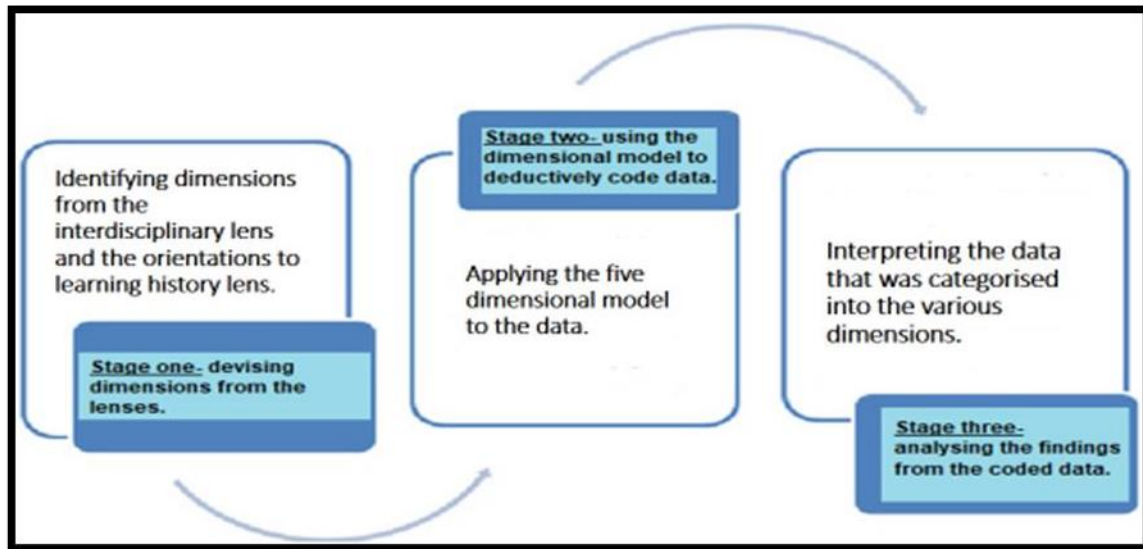 Identifying dimensions
from the
interdisciplinary lens
and the orientations to
learning history lens.
Stage one- devising
dimensions from the
lenses.
Stage two- using the
dimensional model to
deductively code data.
Applying the five
dimensional model
to the data.
Interpreting the data
that was categorised
into the various
dimensions.
Stage three-
analysing the findings
from the coded data.